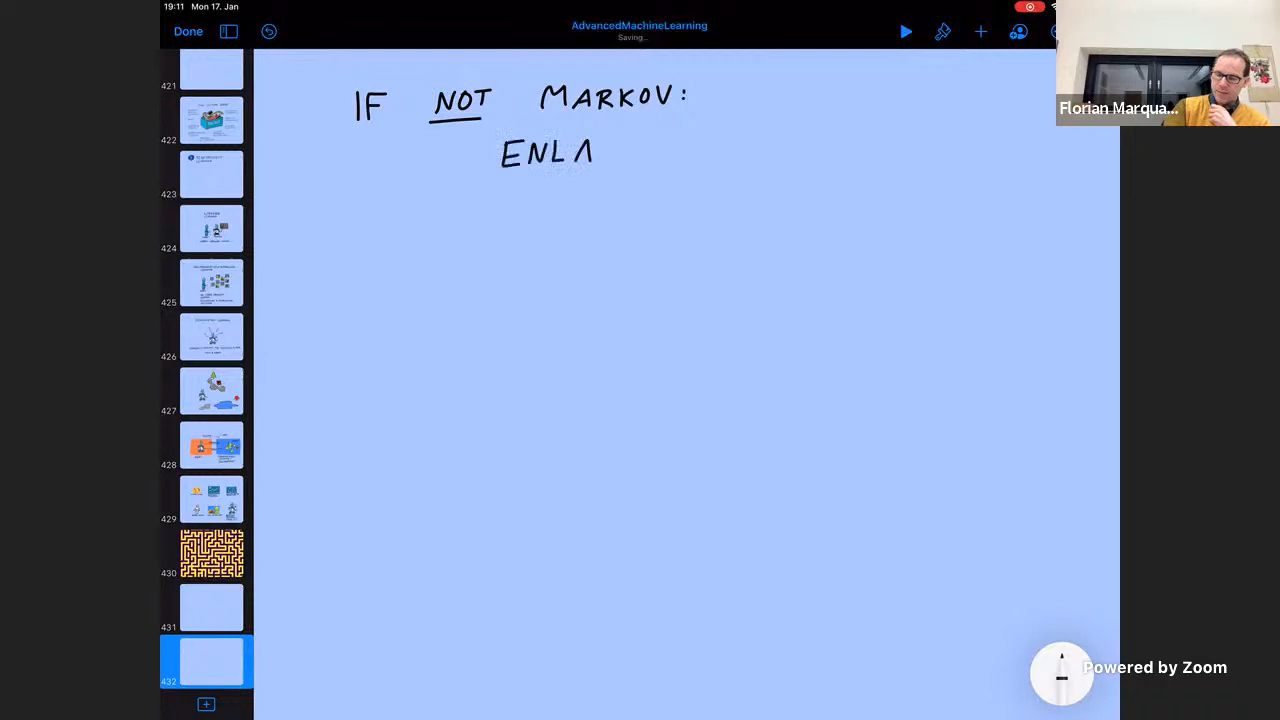 19:11 Mon 17. Jan
Done
AdvancedMachineLearning
Saving...
Florian Marqua...
IF NOT MARKOV:
ENLA
421
422
423
424
425
426
427
428
429
430
431
432
Powered by Zoom